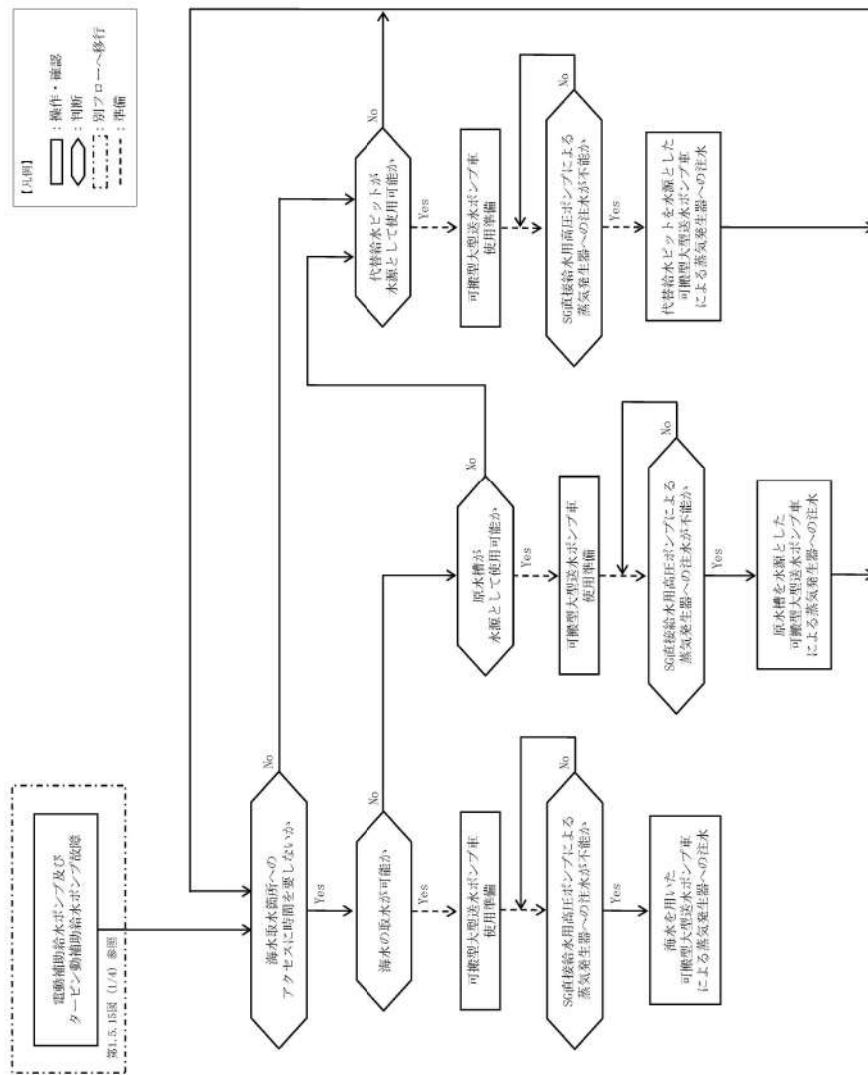 【凡例】
：操作・確認
：判断
：別フローへ移行
：準備
電動補助給水ポンプ及び
タービン動補助給水ポンプ故障
第1.5.15図（1/4）参照
海水取水箇所への
アクセスに時間を要しないか
No
Yes
海水の取水が可能か
No
Yes
可搬型大型送水ポンプ車
使用準備
SG直接給水用高圧ポンプによる
蒸気発生器への注水が不能か
No
Yes
海水を用いた
可搬型大型送水ポンプ車
による蒸気発生器への注水
原水槽が
水源として使用可能か
No
Yes
可搬型大型送水ポンプ車
使用準備
SG直接給水用高圧ポンプによる
蒸気発生器への注水が不能か
No
Yes
原水槽を水源とした
可搬型大型送水ポンプ車
による蒸気発生器への注水
代替給水ピットが
水源として使用可能か
No
Yes
可搬型大型送水ポンプ車
使用準備
SG直接給水用高圧ポンプによる
蒸気発生器への注水が不能か
No
Yes
代替給水ピットを水源とした
可搬型大型送水ポンプ車
による蒸気発生器への注水